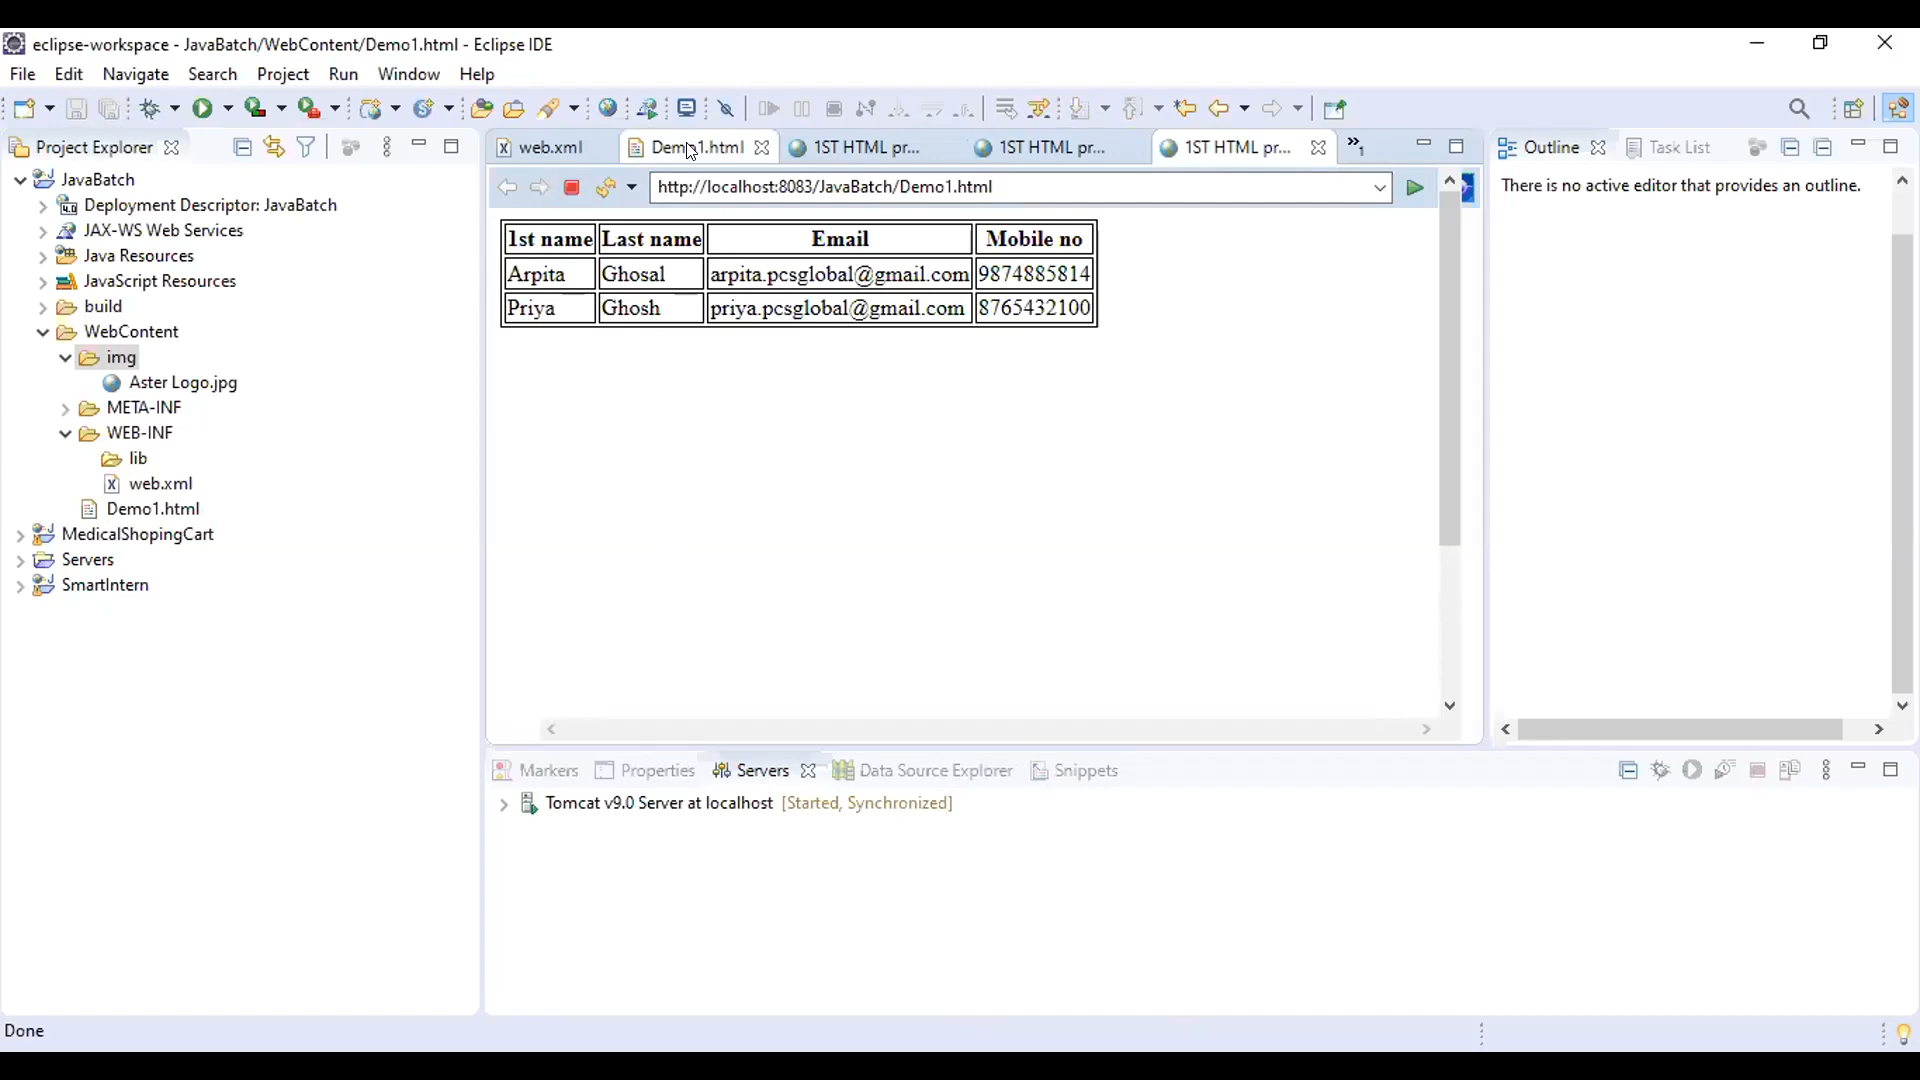 eclipse-workspace - JavaBatch/WebContent/Demo1.html - Eclipse IDE
File Edit Navigate Search Project Run Window Help
Project Explorer
web.xml
Demo1.html
1ST HTML pr...
1ST HTML pr...
1ST HTML pr...
»1
Outline
Task List
http://localhost:8083/JavaBatch/Demo1.html
There is no active editor that provides an outline.
JavaBatch
Deployment Descriptor: JavaBatch
JAX-WS Web Services
Java Resources
JavaScript Resources
build
WebContent
img
Aster Logo.jpg
META-INF
WEB-INF
lib
web.xml
Demo1.html
MedicalShopingCart
Servers
SmartIntern
1st name Last name Email Mobile no
Arpita Ghosal arpita.pcsglobal@gmail.com 9874885814
Priya Ghosh priya.pcsglobal@gmail.com 8765432100
Markers Properties Servers Data Source Explorer Snippets
Tomcat v9.0 Server at localhost [Started, Synchronized]
Done